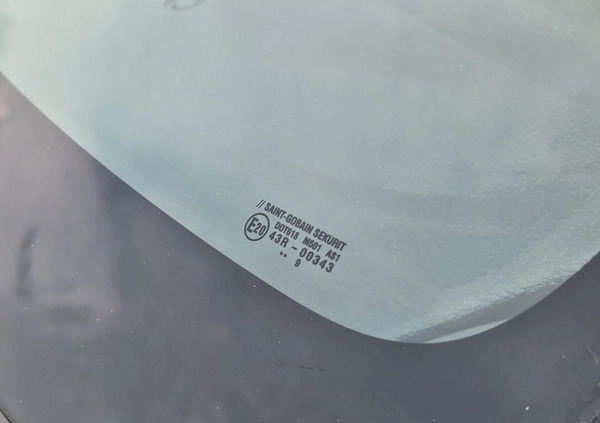 // SAINT-GOBAIN SEKURIT
DOT618 M501 AS1
E20 43R - 00343
•• 9